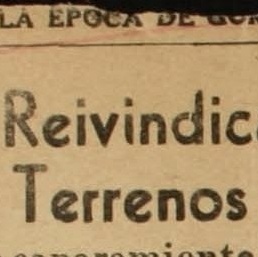 LA EPOCA DE
Reivindic
Terrenos